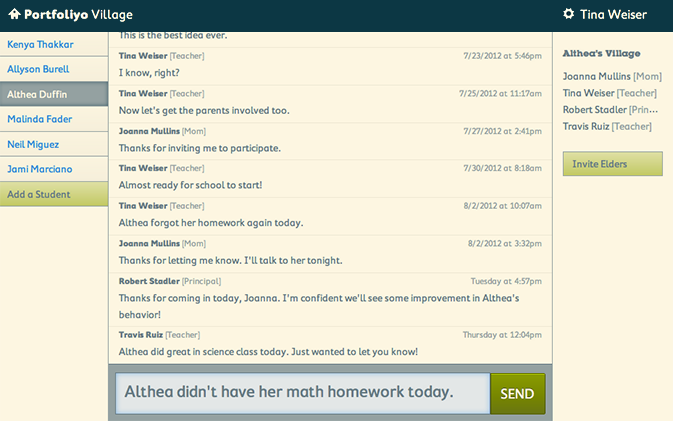 Portfoliyo Village
Tina Weiser
Kenya Thakkar
Allyson Burell
Althea Duffin
Malinda Fader
Neil Miguez
Jami Marciano
Add a Student
This is the best idea ever.
Tina Weiser [Teacher] 7/23/2012 at 5:46pm
I know, right?
Tina Weiser [Teacher] 7/25/2012 at 11:17am
Now let's get the parents involved too.
Joanna Mullins [Mom] 7/27/2012 at 2:41pm
Thanks for inviting me to participate.
Tina Weiser [Teacher] 7/30/2012 at 8:18am
Almost ready for school to start!
Tina Weiser [Teacher] 8/2/2012 at 10:07am
Althea forgot her homework again today.
Joanna Mullins [Mom] 8/2/2012 at 3:32pm
Thanks for letting me know. I'll talk to her tonight.
Robert Stadler [Principal] Tuesday at 4:57pm
Thanks for coming in today, Joanna. I'm confident we'll see some improvement in Althea's
behavior!
Travis Ruiz [Teacher] Thursday at 12:04pm
Althea did great in science class today. Just wanted to let you know!
Althea didn't have her math homework today.
SEND
Althea's Village
Joanna Mullins [Mom]
Tina Weiser [Teacher]
Robert Stadler [Prin...
Travis Ruiz [Teacher]
Invite Elders